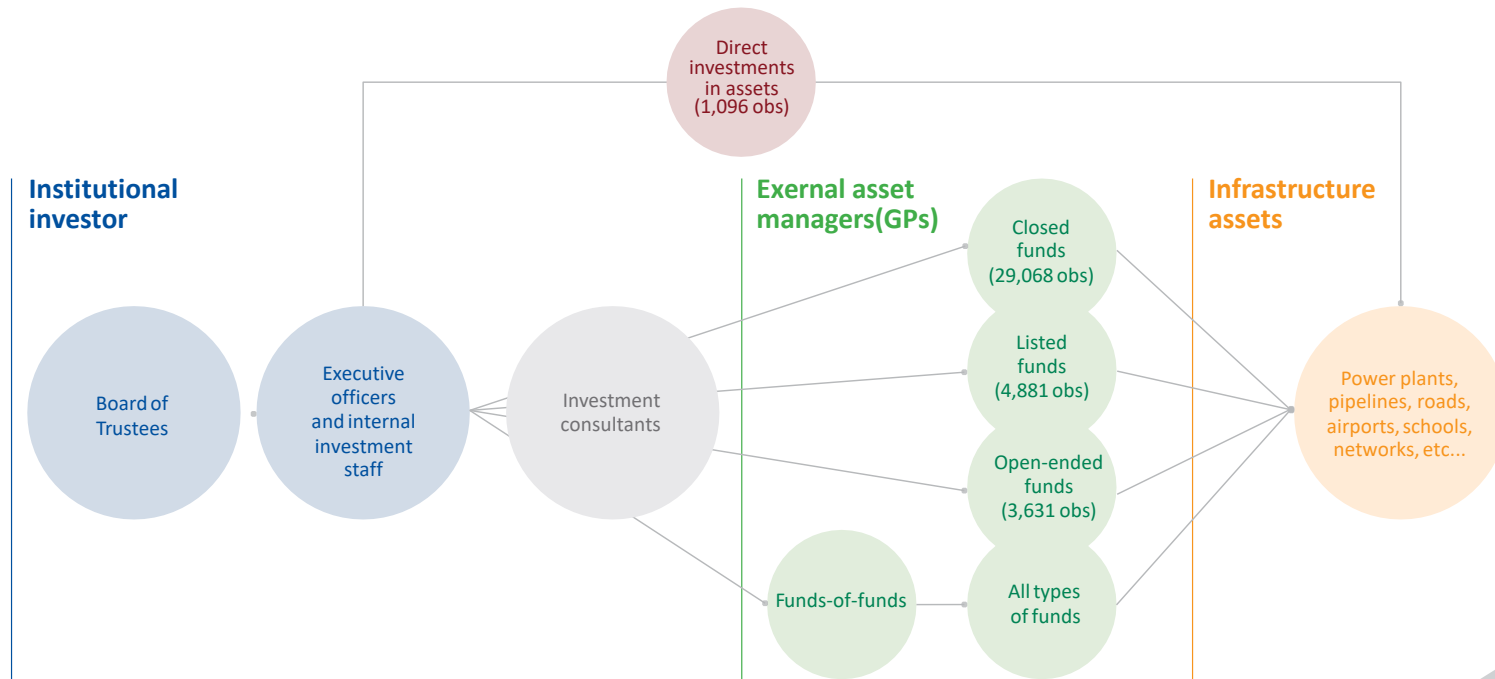 Direct
investments
in assets
(1,096 obs)
Institutional
investor
Exernal asset
managers(GPs)
Infrastructure
assets
Closed
funds
(29,068 obs)
Listed
funds
(4,881 obs)
Open-ended
funds
(3,631 obs)
Board of
Trustees
Executive
officers
and internal
investment
staff
Investment
consultants
Funds-of-funds
All types
of funds
Power plants,
pipelines, roads,
airports, schools,
networks, etc...